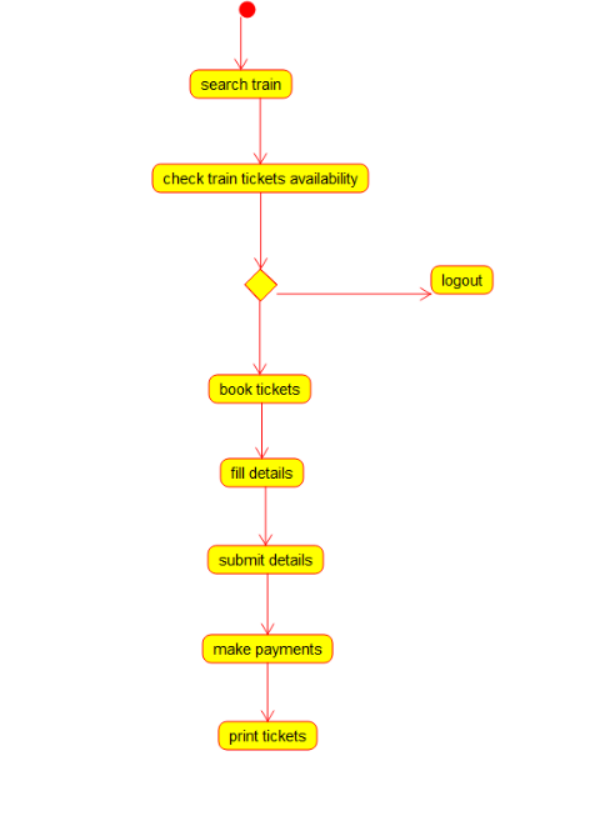 search train
check train tickets availability
logout
book tickets
fill details
submit details
make payments
print tickets